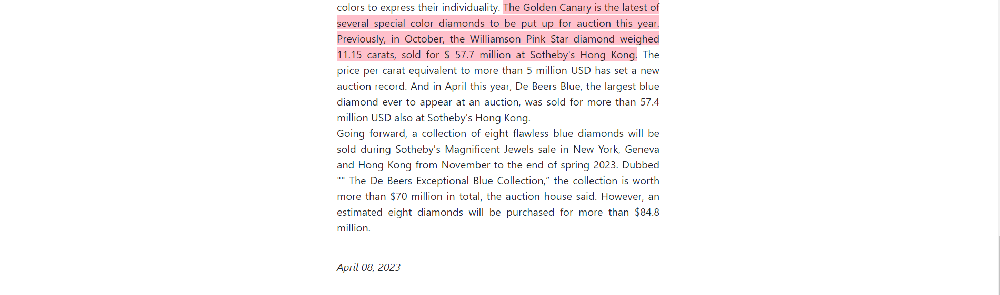 colors to express their individuality. The Golden Canary is the latest of
several special color diamonds to be put up for auction this year.
Previously, in October, the Williamson Pink Star diamond weighed
11.15 carats, sold for $ 57.7 million at Sotheby's Hong Kong. The
price per carat equivalent to more than 5 million USD has set a new
auction record. And in April this year, De Beers Blue, the largest blue
diamond ever to appear at an auction, was sold for more than 57.4
million USD also at Sotheby's Hong Kong.
Going forward, a collection of eight flawless blue diamonds will be
sold during Sotheby's Magnificent Jewels sale in New York, Geneva
and Hong Kong from November to the end of spring 2023. Dubbed
"" The De Beers Exceptional Blue Collection,” the collection is worth
more than $70 million in total, the auction house said. However, an
estimated eight diamonds will be purchased for more than $84.8
million.
April 08, 2023